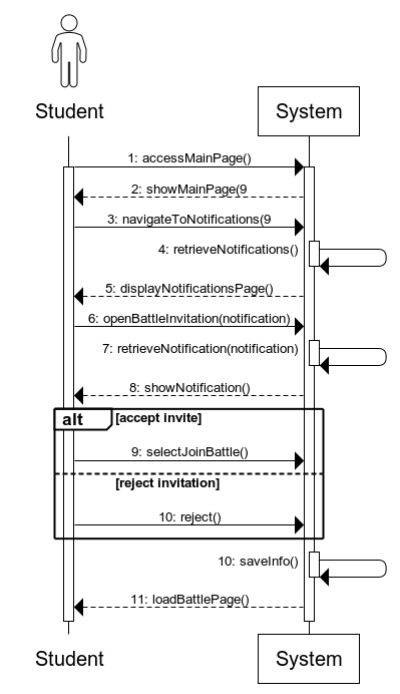 Student
System
1: accessMainPage()
2: showMainPage(9
3: navigateToNotifications(9
4: retrieveNotifications()
5: displayNotificationsPage()
6: openBattleInvitation(notification)
7: retrieveNotification(notification)
8: showNotification()
alt [accept invite]
9: selectJoinBattle()
[reject invitation]
10: reject()
10: saveInfo()
11: loadBattlePage()
Student
System